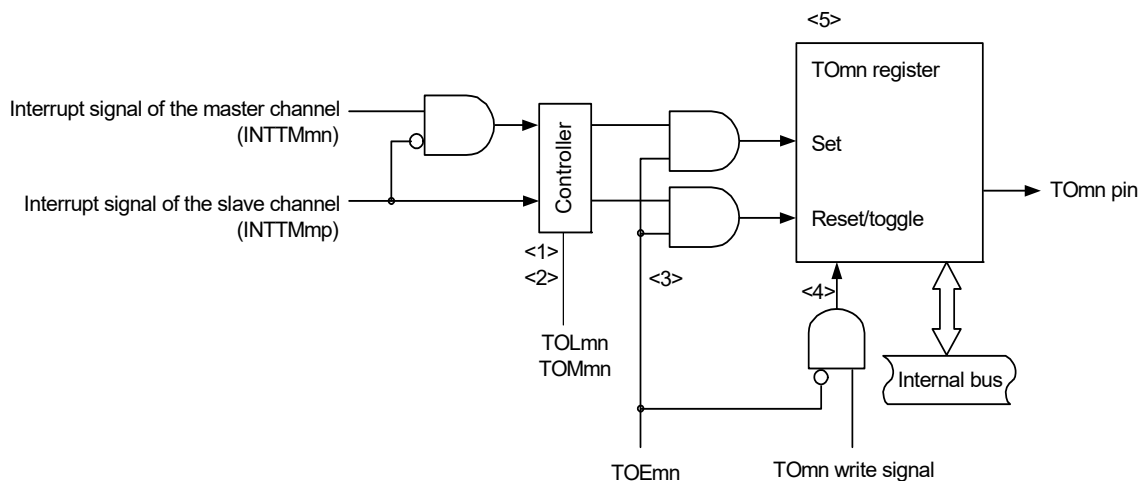 <5>
TOmn register
Interrupt signal of the master channel
(INTTMmn)
Controller
Set
TOmn pin
Interrupt signal of the slave channel
(INTTMmp)
Reset/toggle
<1>
<2>
<3>
<4>
TOLmn
TOMmn
Internal bus
TOEmn
TOmn write signal